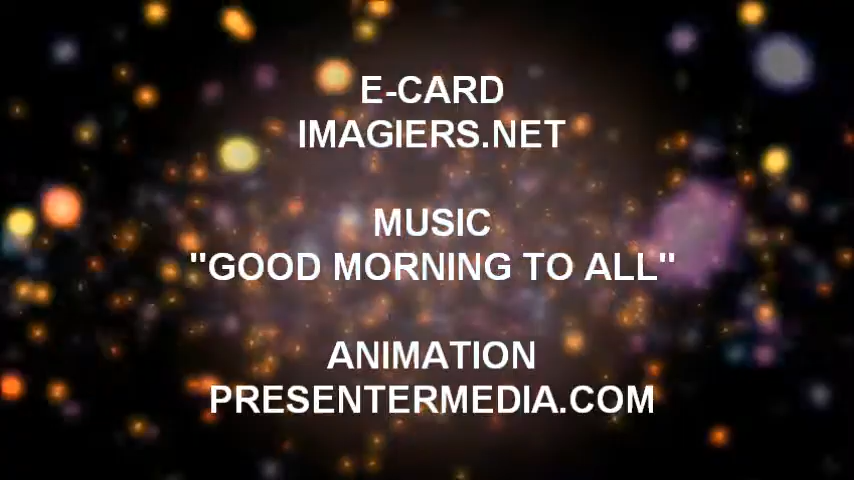 E-CARD
IMAGIERS.NET
MUSIC
"GOOD MORNING TO ALL"
ANIMATION
PRESENTERMEDIA.COM